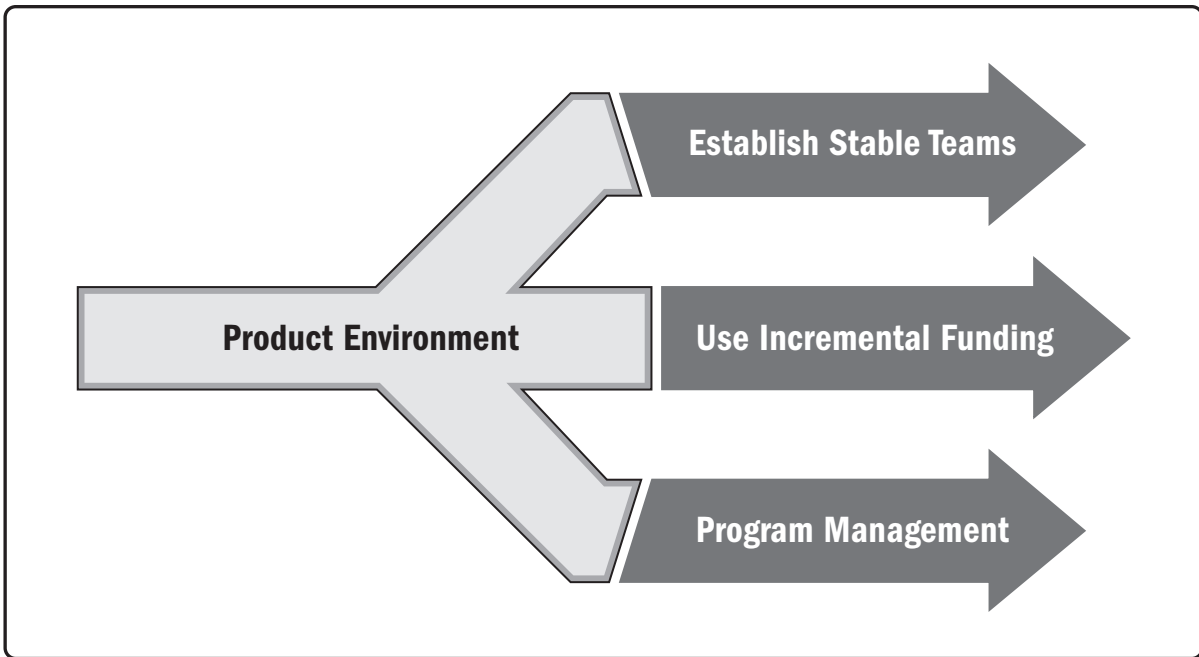 Establish Stable Teams
Product Environment
Use Incremental Funding
Program Management